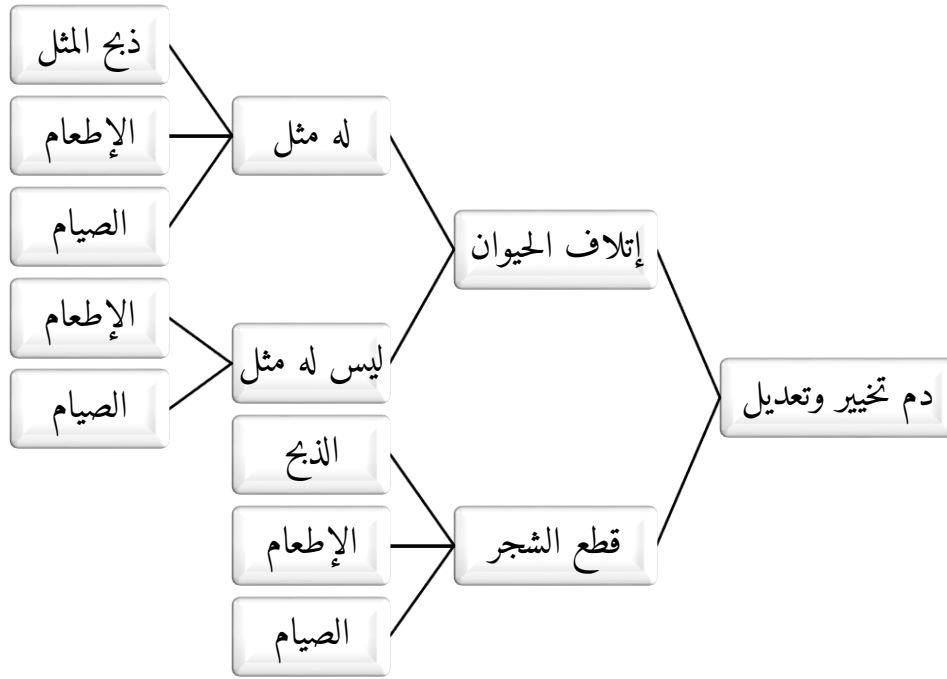 دم تخيير وتعديل
إتلاف الحيوان
له مثل
ذبح المثل
الإطعام
الصيام
ليس له مثل
الإطعام
الصيام
قطع الشجر
الذبح
الإطعام
الصيام